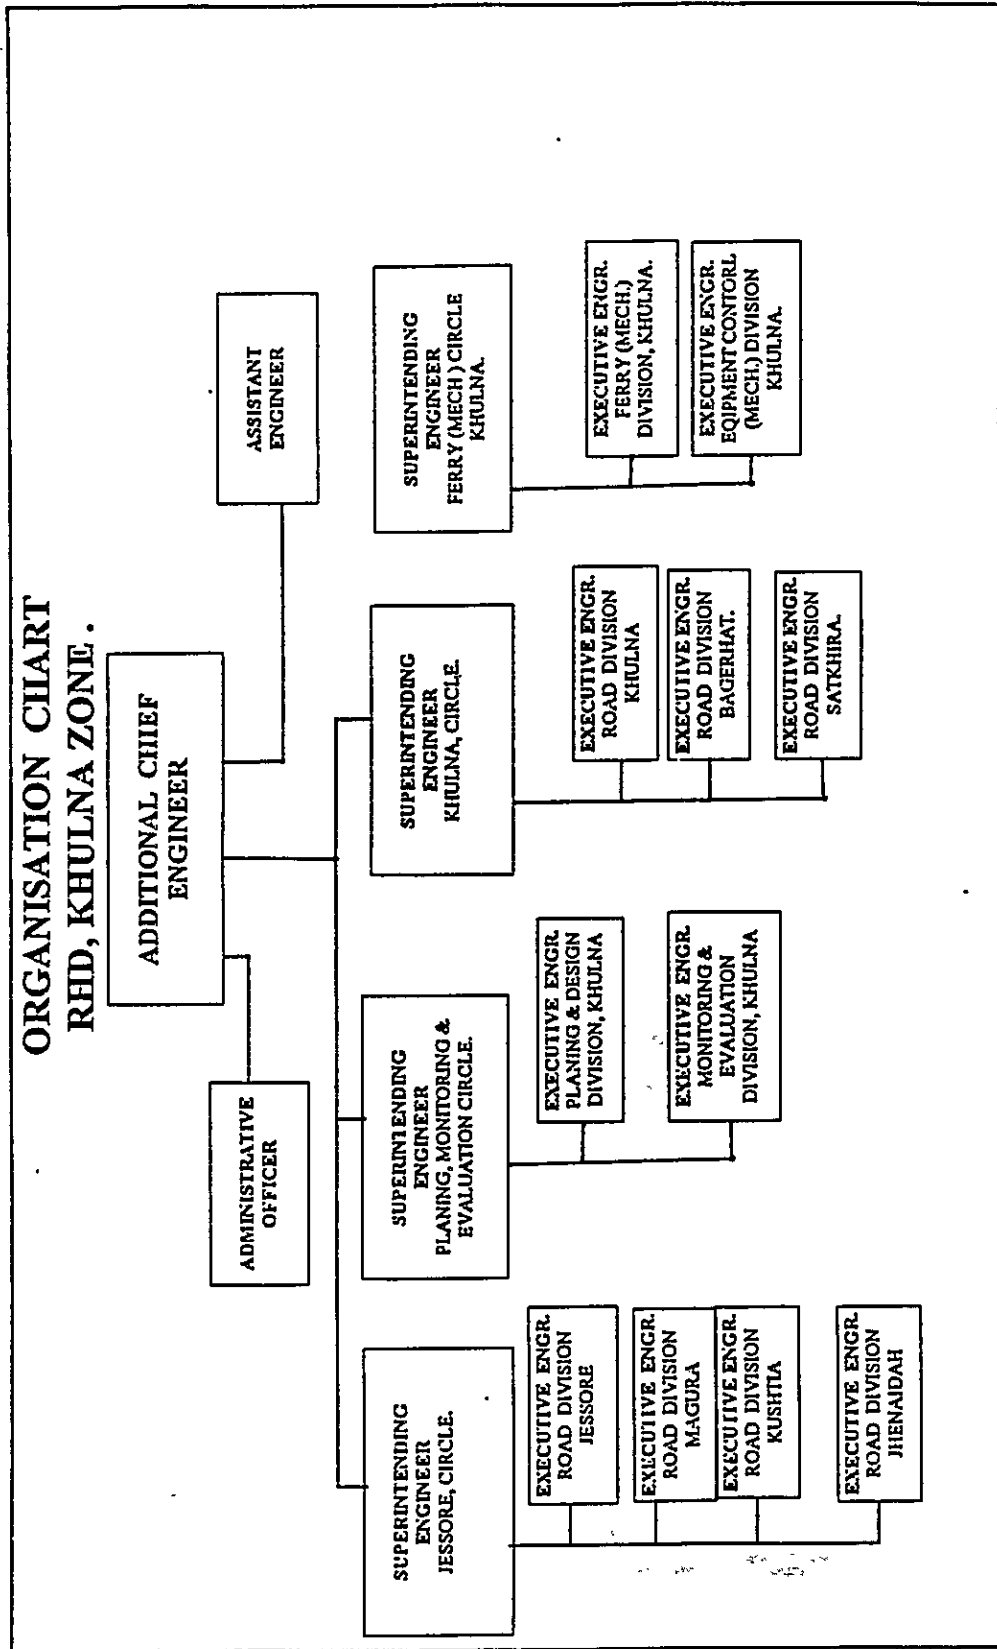 ORGANISATION CHART
RHD, KHULNA ZONE.
ADDITIONAL CHIEF
ENGINEER
ADMINISTRATIVE
OFFICER
ASSISTANT
ENGINEER
SUPERINTENDING
ENGINEER
JESSORE, CIRCLE.
SUPERINTENDING
ENGINEER
PLANING, MONITORING &
EVALUATION CIRCLE.
SUPERINTENDING
ENGINEER
KHULNA, CIRCLE.
SUPERINTENDING
ENGINEER
FERRY (MECH) CIRCLE
KHULNA.
EXECUTIVE ENGR.
ROAD DIVISION
JESSORE
EXECUTIVE ENGR.
ROAD DIVISION
MAGURA
EXECUTIVE ENGR.
ROAD DIVISION
KUSHTIA
EXECUTIVE ENGR.
ROAD DIVISION
JHENAIDAH
EXECUTIVE ENGR.
PLANING & DESIGN
DIVISION, KHULNA
EXECUTIVE ENGR.
MONITORING &
EVALUATION
DIVISION, KHULNA
EXECUTIVE ENGR.
ROAD DIVISION
KHULNA
EXECUTIVE ENGR.
ROAD DIVISION
BAGERHAT.
EXECUTIVE ENGR.
ROAD DIVISION
SATKHIRA.
EXECUTIVE ENGR.
FERRY (MECH.)
DIVISION, KHULNA.
EXECUTIVE ENGR.
EQIPMENT CONTORL
(MECH.) DIVISION
KHULNA.